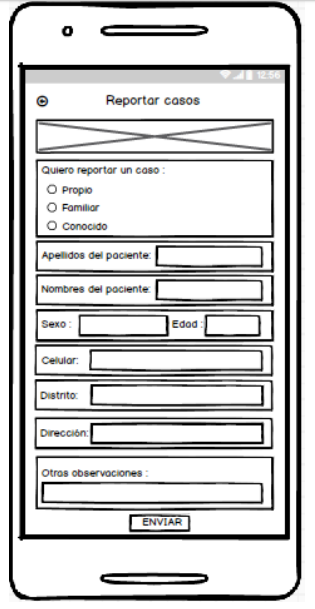 12:56
Reportar casos
Quiero reportar un caso :
Propio
Familiar
Conocido
Apellidos del paciente:
Nombres del paciente:
Sexo : Edad :
Celular:
Distrito:
Dirección:
Otras observaciones :
ENVIAR